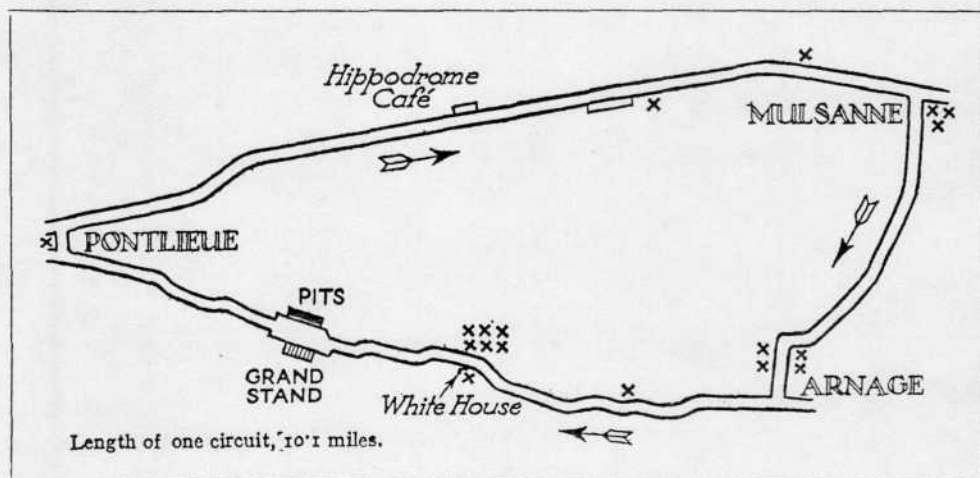 Hippodrome
Café
MULSANNE
PONTLIEUE
PITS
GRAND
STAND
White House
ARNAGE
Length of one circuit, 10·1 miles.